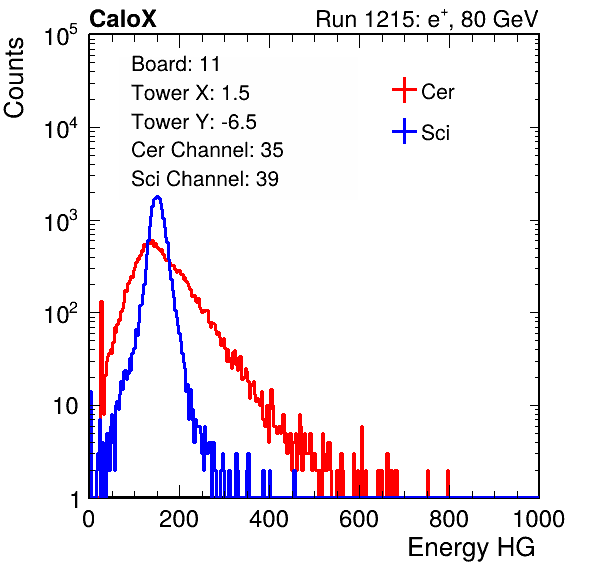 CaloX Run 1215: e⁺, 80 GeV
Counts
Board: 11
Tower X: 1.5
Tower Y: -6.5
Cer Channel: 35
Sci Channel: 39
Cer
Sci
10⁵
10⁴
10³
10²
10
1
0 200 400 600 800 1000
Energy HG